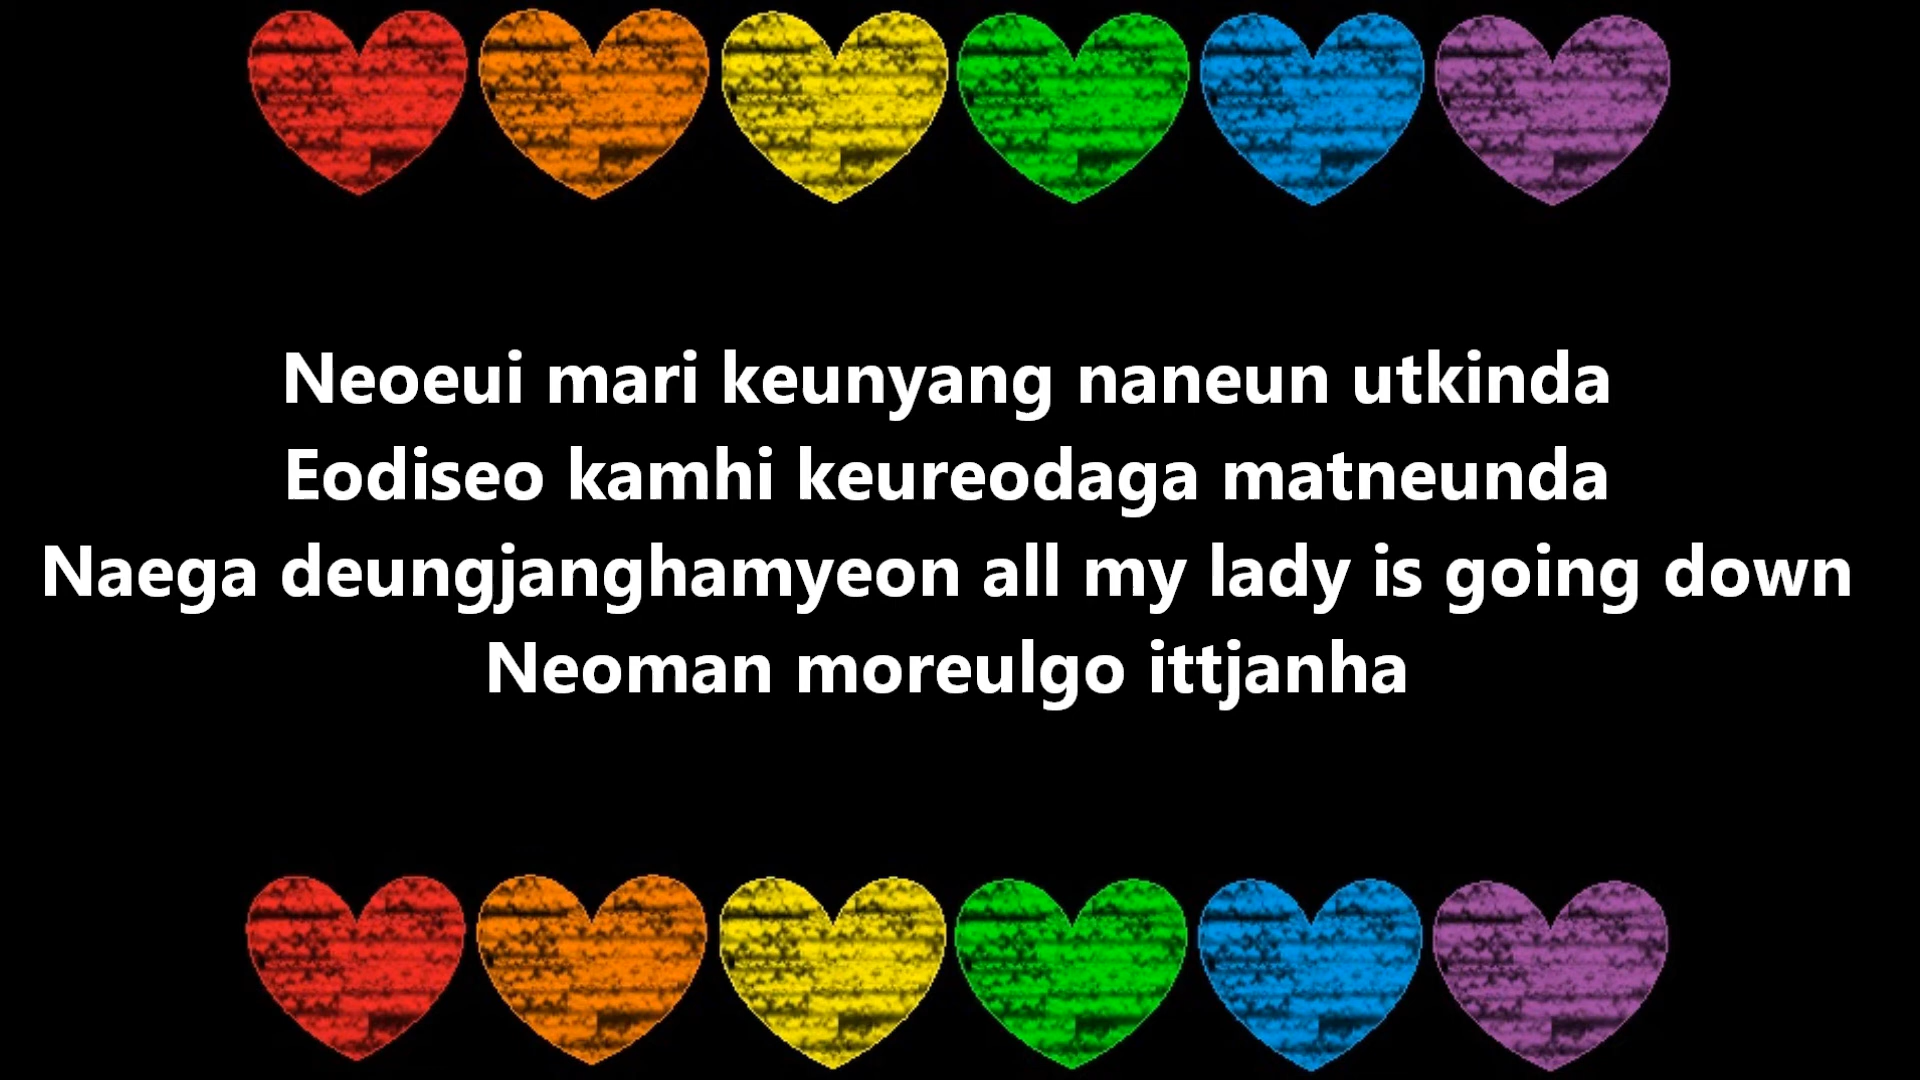 Neoeui mari keunyang naneun utkinda
Eodiseo kamhi keureodaga matneunda
Naega deungjanghamyeon all my lady is going down
Neoman moreulgo ittjanha